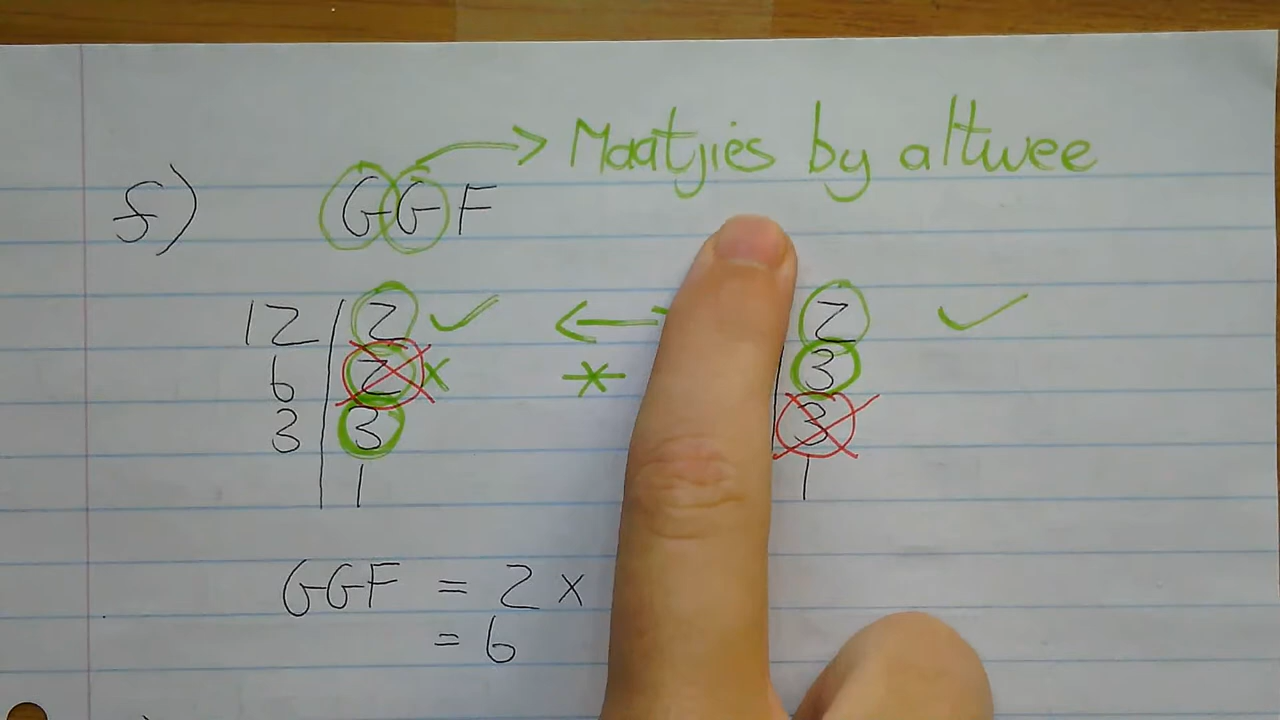 → Maatjies by altwee
f) GGF
12 | 2 ✓ ← 2 ✓
6 | 2 x * 3
3 | 3 3
1 1
GGF = 2 x
= 6